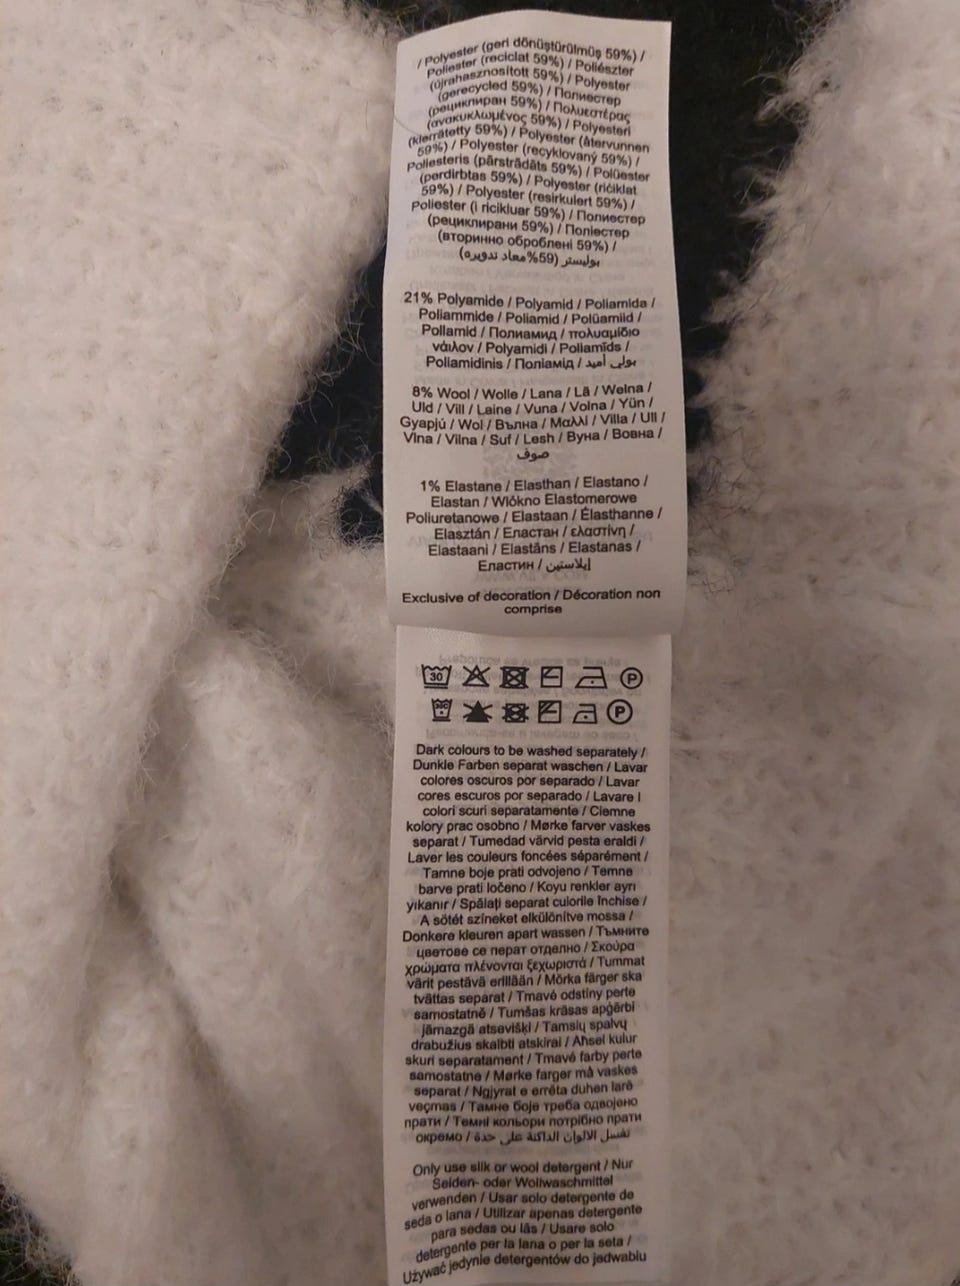 / Polyester (geri dönüştürülmüş 59%) /
Poliester (reciclat 59%) / Poliészter
(újrahasznosított 59%) / Polyester
(gerecycled 59%) / Полиестер
(рециклиран 59%) / Πολυεστέρας
(ανακυκλωμένος 59%) / Polyesteri
(kierrätetty 59%) / Polyester (återvunnen
59%) / Polyester (recyklovaný 59%) /
Poliesteris (pārstrādāts 59%) / Polüester
(perdirbtas 59%) / Polyester (riċiklat
59%) / Polyester (resirkulert 59%) /
Poliester (i ricikluar 59%) / Полиестер
(рециклирани 59%) / Поліестер
(вторинно оброблені 59%) /
بوليستر (59%معاد تدويره)
21% Polyamide / Polyamid / Poliamida /
Poliammide / Poliamid / Polüamiid /
Poliamid / Полиамид / πολυαμίδιο
νάιλον / Polyamidi / Poliamīds /
Poliamidinis / Поліамід / بولي أميد
8% Wool / Wolle / Lana / Lã / Wełna /
Uld / Vill / Laine / Vuna / Volna / Yün /
Gyapjú / Wol / Вълна / Μαλλί / Villa / Ull /
Vlna / Vilna / Suf / Lesh / Вуна / Вовна /
صوف
1% Elastane / Elasthan / Elastano /
Elastan / Włókno Elastomerowe
Poliuretanowe / Elastaan / Élasthanne /
Elasztán / Еластан / ελαστίνη /
Elastaani / Elastāns / Elastanas /
Еластин / إيلاستين
Exclusive of decoration / Décoration non
comprise
30 P
P
Dark colours to be washed separately /
Dunkle Farben separat waschen / Lavar
colores oscuros por separado / Lavar
cores escuros por separado / Lavare i
colori scuri separatamente / Ciemne
kolory prac osobno / Mørke farver vaskes
separat / Tumedad värvid pesta eraldi /
Laver les couleurs foncées séparément /
Tamne boje prati odvojeno / Temne
barve prati ločeno / Koyu renkler ayrı
yıkanır / Spălaţi separat culorile închise /
A sötét színeket elkülönítve mossa /
Donkere kleuren apart wassen / Тъмните
цветове се перат отделно / Σκούρα
χρώματα πλένονται ξεχωριστά / Tummat
värit pestävä erillään / Mörka färger ska
tvättas separat / Tmavé odstíny perte
samostatně / Tumšas krāsas apģērbi
jāmazgā atsevišķi / Tamsių spalvų
drabužius skalbti atskirai / Aħsel kulur
skuri separatament / Tmavé farby perte
samostatne / Mørke farger må vaskes
separat / Ngjyrat e errëta duhen larë
veçmas / Тамне боје треба одвојено
прати / Темні кольори потрібно прати
окремо / تغسل الألوان الداكنة على حدة
Only use silk or wool detergent / Nur
Seiden- oder Wollwaschmittel
verwenden / Usar solo detergente de
seda o lana / Utilizar apenas detergente
para sedas ou lãs / Usare solo
detergente per la lana o per la seta /
Używać jedynie detergentów do jedwabiu